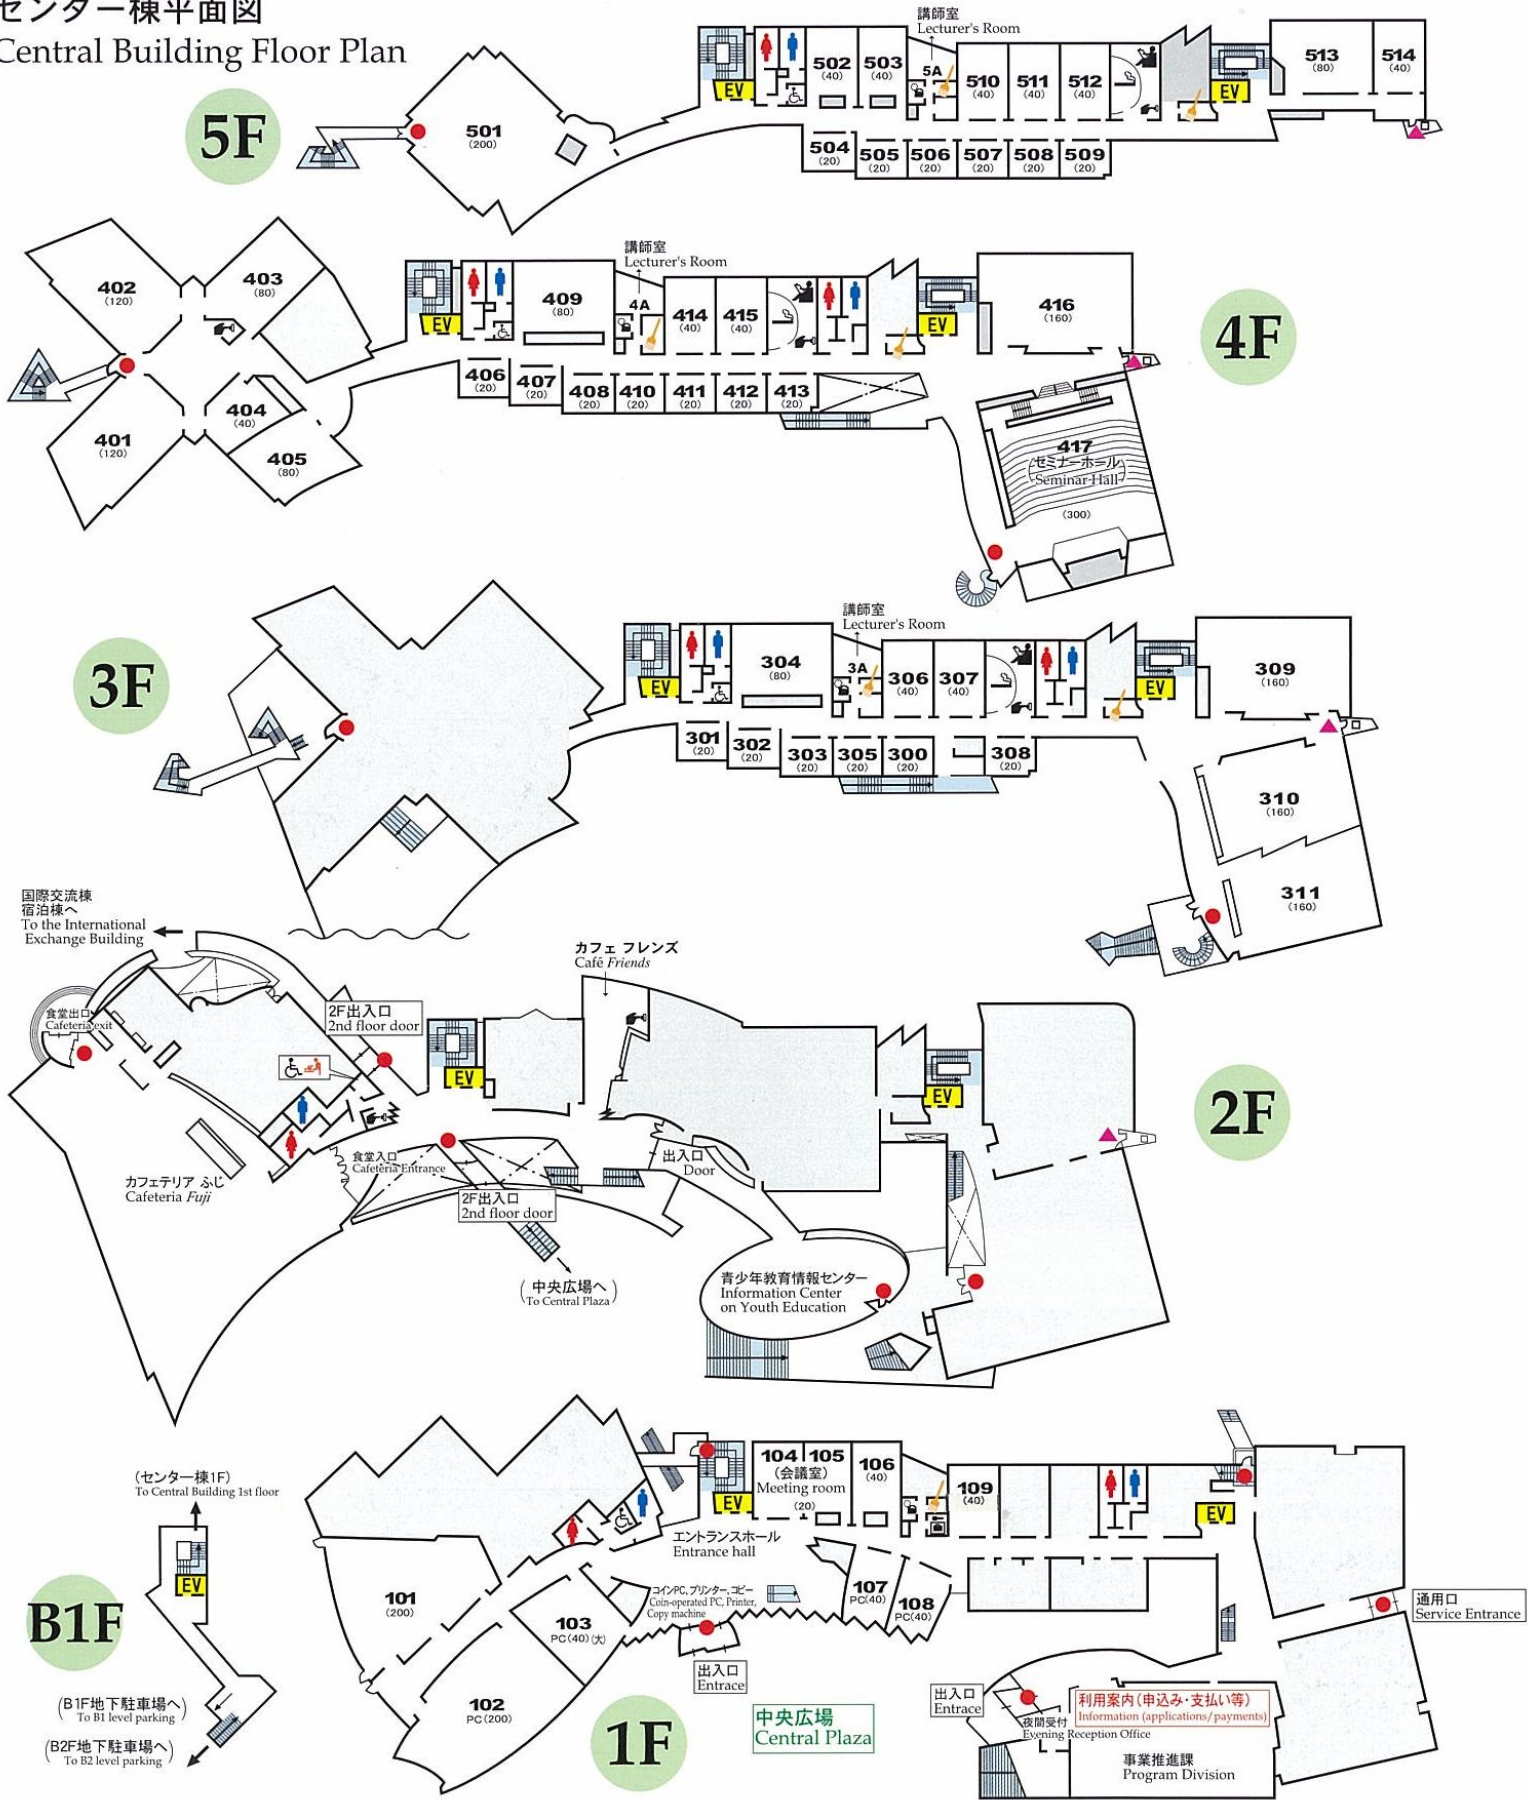 センター棟平面図
Central Building Floor Plan
5F
講師室
Lecturer's Room
501
(200)
EV
502
(40)
503
(40)
5A
510
(40)
511
(40)
512
(40)
EV
513
(80)
514
(40)
504
(20)
505
(20)
506
(20)
507
(20)
508
(20)
509
(20)
4F
講師室
Lecturer's Room
402
(120)
403
(80)
401
(120)
404
(40)
405
(80)
EV
409
(80)
4A
414
(40)
415
(40)
EV
416
(160)
406
(20)
407
(20)
408
(20)
410
(20)
411
(20)
412
(20)
413
(20)
417
(セミナーホール)
Seminar Hall
(300)
3F
講師室
Lecturer's Room
EV
304
(80)
3A
306
(40)
307
(40)
EV
309
(160)
301
(20)
302
(20)
303
(20)
305
(20)
300
(20)
308
(20)
310
(160)
311
(160)
2F
国際交流棟
宿泊棟へ
To the International
Exchange Building
食堂出口
Cafeteria exit
2F出入口
2nd floor door
カフェ フレンズ
Café Friends
EV
EV
食堂入口
Cafeteria Entrance
出入口
Door
カフェテリア ふじ
Cafeteria Fuji
2F出入口
2nd floor door
(中央広場へ)
To Central Plaza
青少年教育情報センター
Information Center
on Youth Education
B1F
(センター棟1F)
To Central Building 1st floor
EV
(B1F地下駐車場へ)
To B1 level parking
(B2F地下駐車場へ)
To B2 level parking
1F
EV
104
105
(会議室)
Meeting room
(20)
106
(40)
109
(40)
EV
エントランスホール
Entrance hall
101
(200)
103
PC(40)(大)
コインPC, プリンター, コピー
Coin-operated PC, Printer,
Copy machine
107
PC(40)
108
PC(40)
102
PC(200)
出入口
Entrace
中央広場
Central Plaza
出入口
Entrace
夜間受付
Evening Reception Office
利用案内(申込み・支払い等)
Information (applications/payments)
事業推進課
Program Division
通用口
Service Entrance